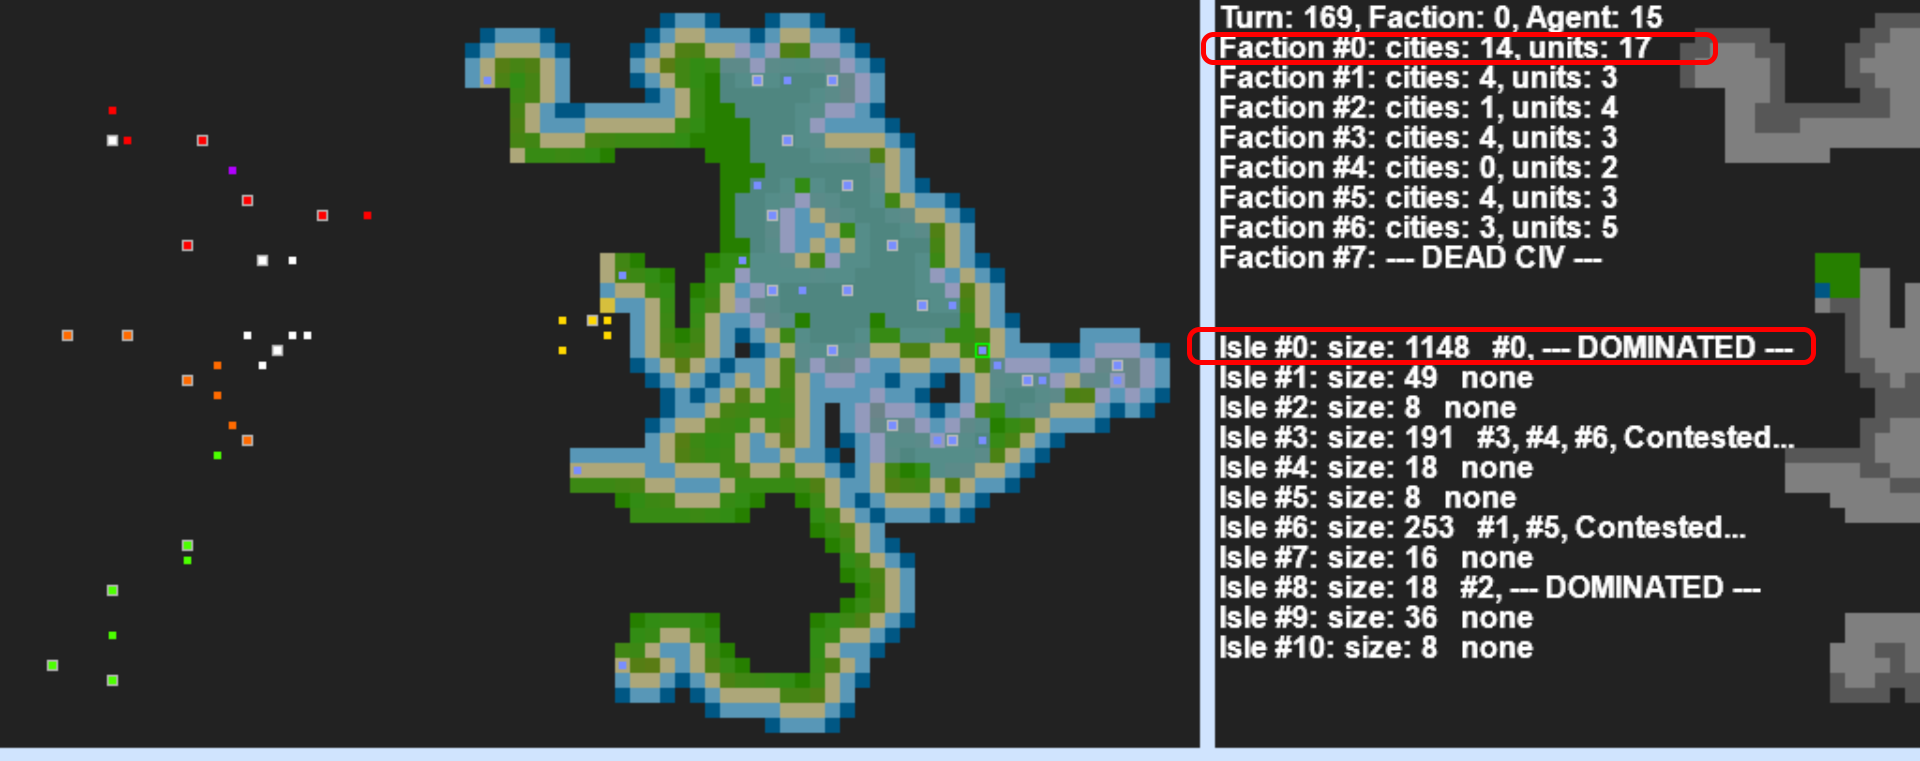 Turn: 169, Faction: 0, Agent: 15
Faction #0: cities: 14, units: 17
Faction #1: cities: 4, units: 3
Faction #2: cities: 1, units: 4
Faction #3: cities: 4, units: 3
Faction #4: cities: 0, units: 2
Faction #5: cities: 4, units: 3
Faction #6: cities: 3, units: 5
Faction #7: --- DEAD CIV ---
Isle #0: size: 1148 #0, --- DOMINATED ---
Isle #1: size: 49 none
Isle #2: size: 8 none
Isle #3: size: 191 #3, #4, #6, Contested...
Isle #4: size: 18 none
Isle #5: size: 8 none
Isle #6: size: 253 #1, #5, Contested...
Isle #7: size: 16 none
Isle #8: size: 18 #2, --- DOMINATED ---
Isle #9: size: 36 none
Isle #10: size: 8 none